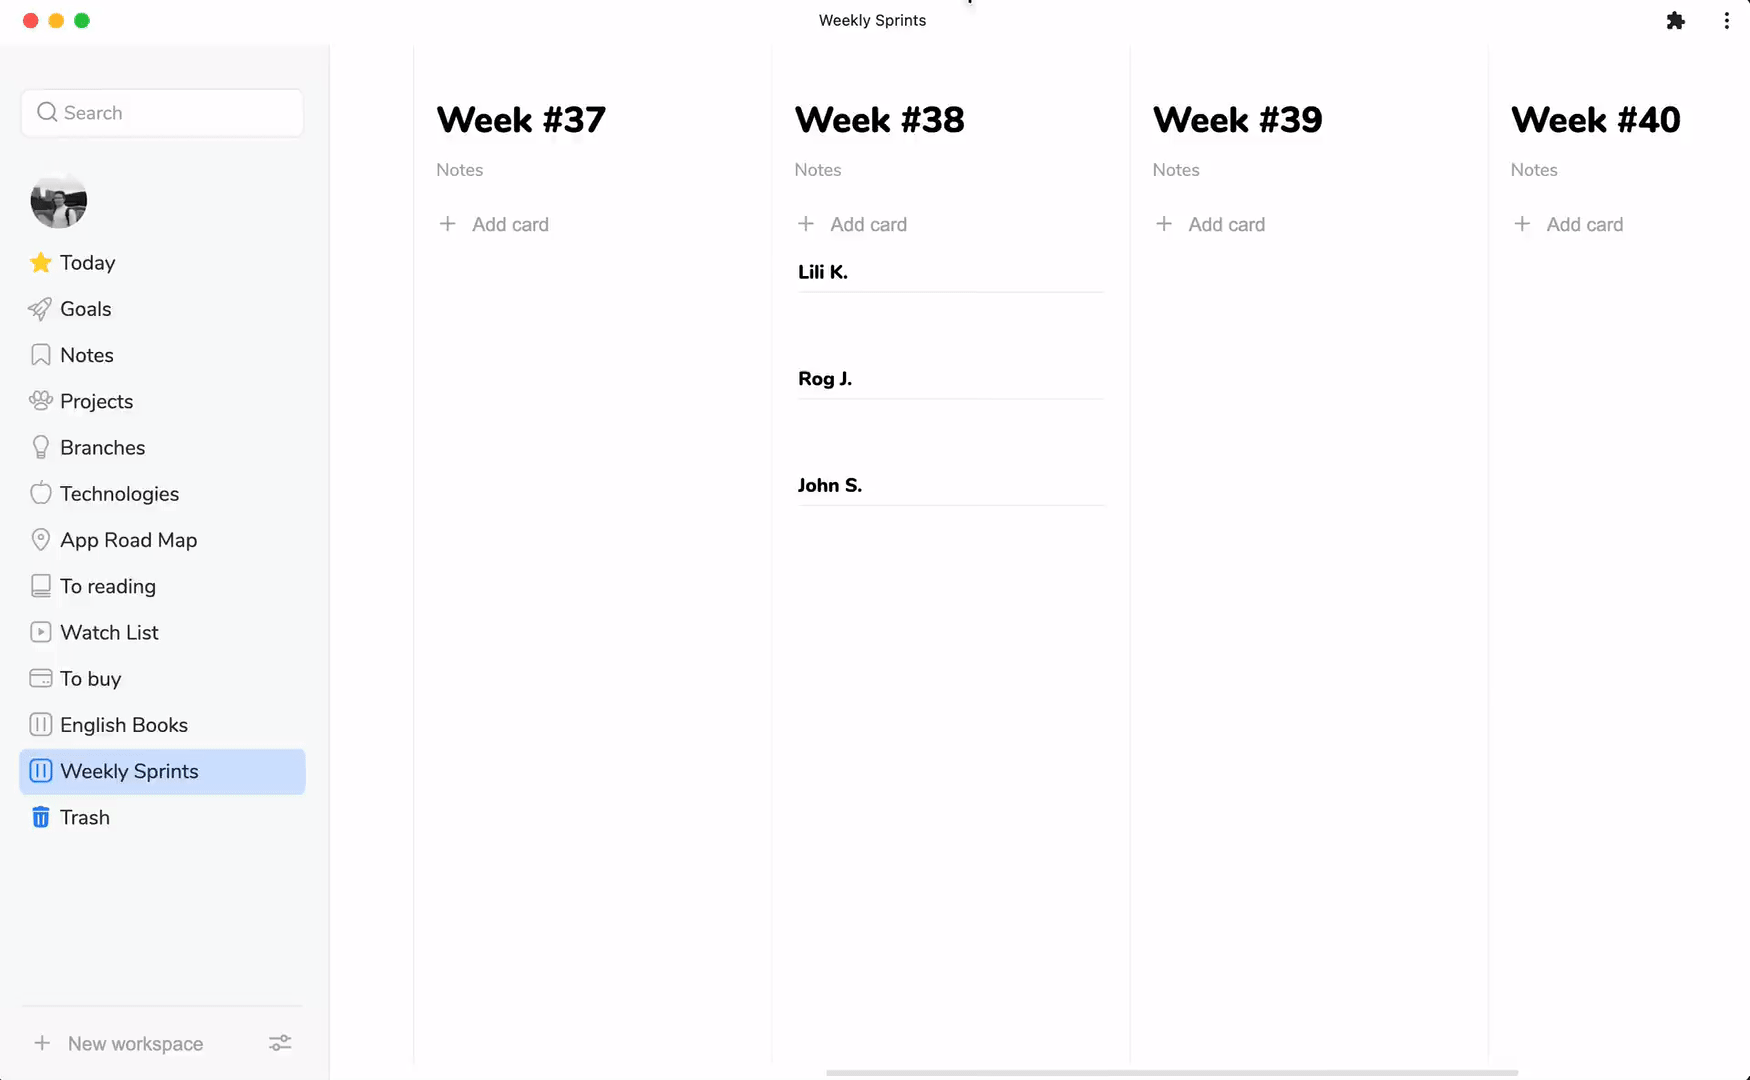 Weekly Sprints
Search
Today
Goals
Notes
Projects
Branches
Technologies
App Road Map
To reading
Watch List
To buy
English Books
Weekly Sprints
Trash
New workspace
Week #37
Notes
Add card
Week #38
Notes
Add card
Lili K.
Rog J.
John S.
Week #39
Notes
Add card
Week #40
Notes
Add card